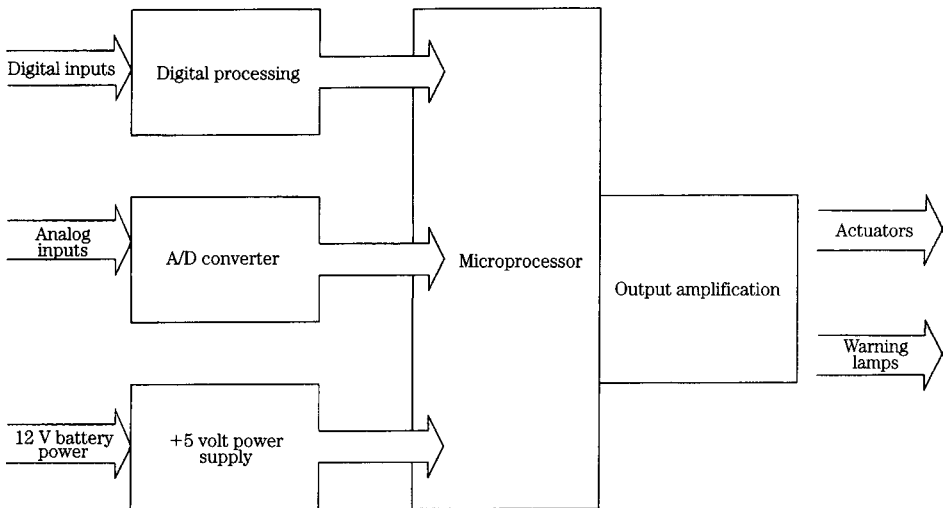 Digital inputs
Digital processing
Analog
inputs
A/D converter
Microprocessor
Output amplification
Actuators
Warning
lamps
12 V battery
power
+5 volt power
supply